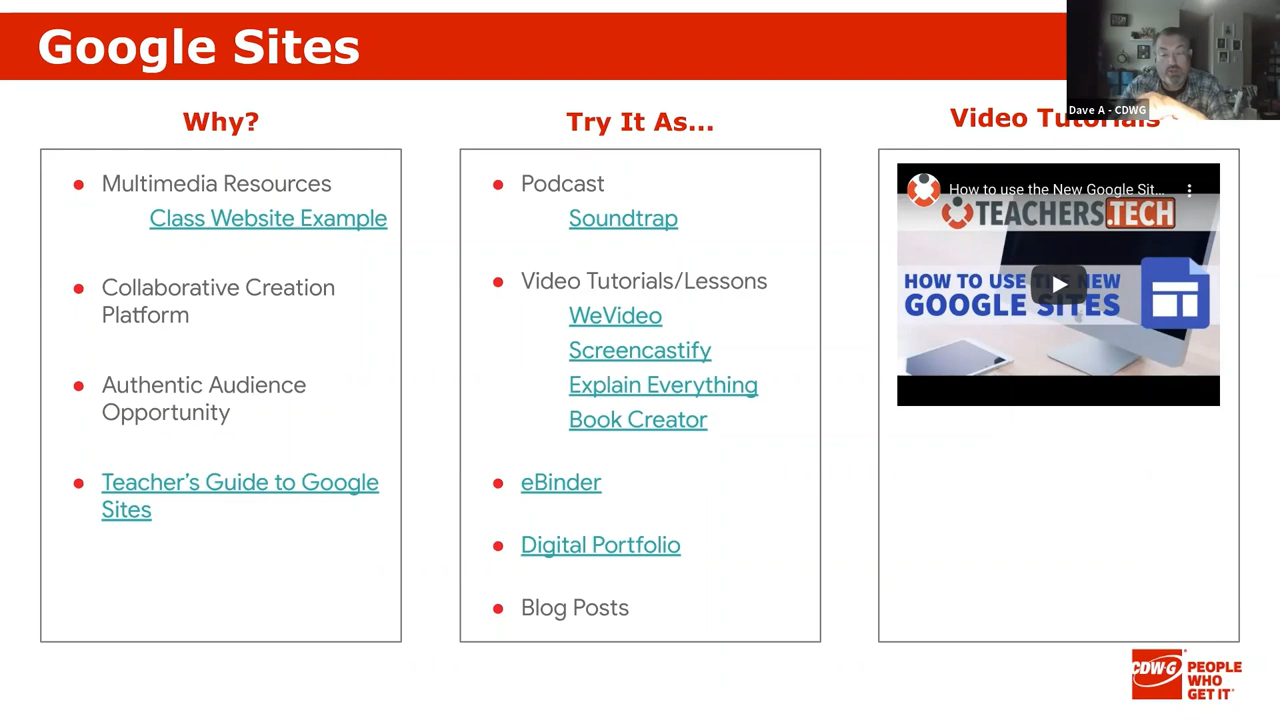 Google Sites
Dave A - CDWG
Why?
Multimedia Resources
Class Website Example
Collaborative Creation
Platform
Authentic Audience
Opportunity
Teacher’s Guide to Google
Sites
Try It As...
Podcast
Soundtrap
Video Tutorials/Lessons
WeVideo
Screencastify
Explain Everything
Book Creator
eBinder
Digital Portfolio
Blog Posts
Video Tutorials
How to use the New Google Sit...
TEACHERS.TECH
HOW TO USE THE NEW
GOOGLE SITES
CDW·G
PEOPLE
WHO
GET IT